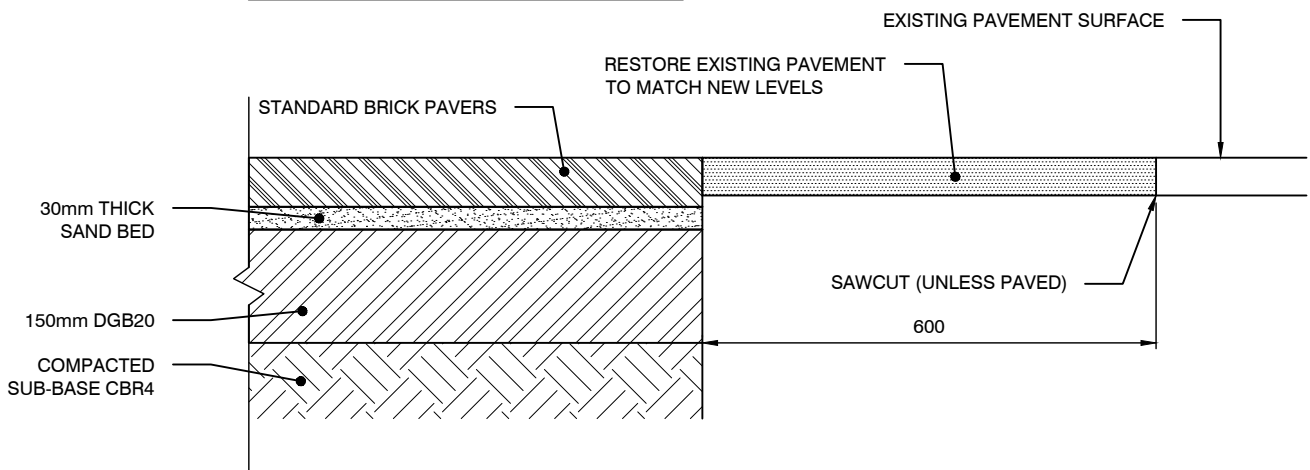 EXISTING PAVEMENT SURFACE
RESTORE EXISTING PAVEMENT
TO MATCH NEW LEVELS
STANDARD BRICK PAVERS
30mm THICK
SAND BED
SAWCUT (UNLESS PAVED)
150mm DGB20
600
COMPACTED
SUB-BASE CBR4